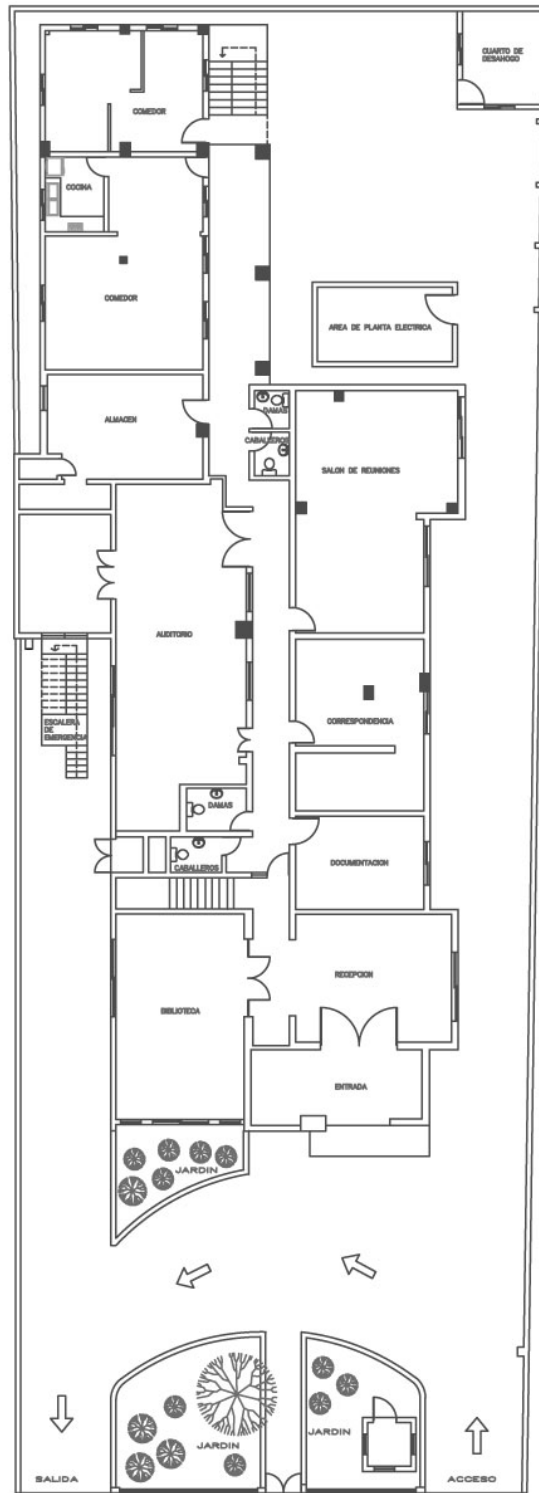 CUARTO DE
DESAHOGO
COMEDOR
COCINA
COMEDOR
AREA DE PLANTA ELECTRICA
ALMACEN
DAMAS
CABALLEROS
SALON DE REUNIONES
AUDITORIO
ESCALERA
DE
EMERGENCIA
CORRESPONDENCIA
DAMAS
CABALLEROS
DOCUMENTACION
BIBLIOTECA
RECEPCION
ENTRADA
JARDIN
JARDIN
JARDIN
SALIDA
ACCESO